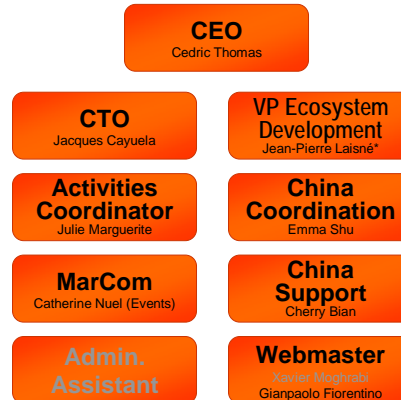 CEO
Cedric Thomas
CTO
Jacques Cayuela
VP Ecosystem
Development
Jean-Pierre Laisné*
Activities
Coordinator
Julie Marguerite
China
Coordination
Emma Shu
MarCom
Catherine Nuel (Events)
China
Support
Cherry Bian
Admin.
Assistant
Webmaster
Xavier Moghrabi
Gianpaolo Fiorentino